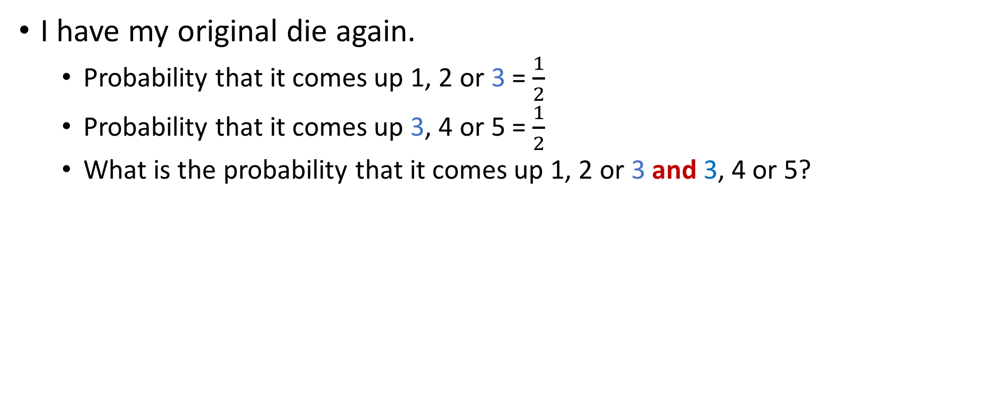 • I have my original die again.
• Probability that it comes up 1, 2 or 3 = 1/2
• Probability that it comes up 3, 4 or 5 = 1/2
• What is the probability that it comes up 1, 2 or 3 and 3, 4 or 5?